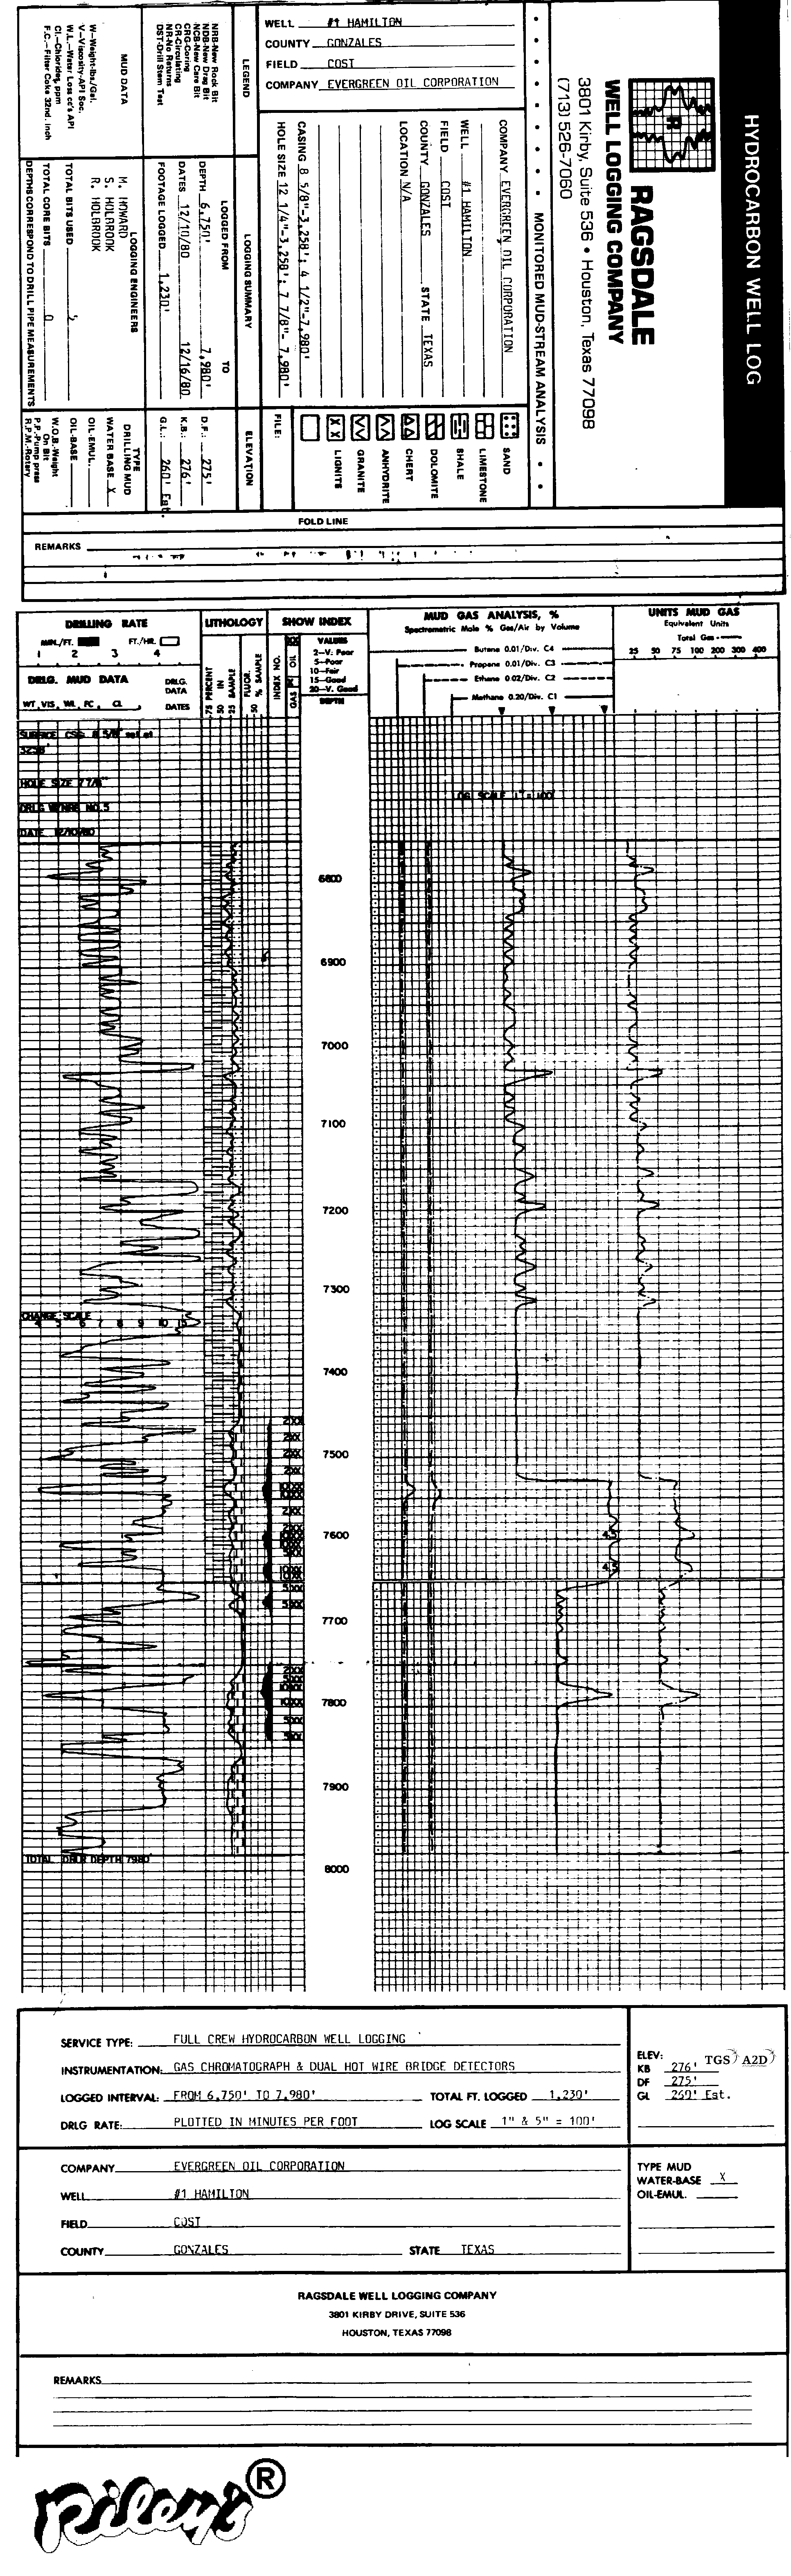 HYDROCARBON WELL LOG
RAGSDALE
WELL LOGGING COMPANY
3801 Kirby, Suite 536 • Houston, Texas 77098
(713) 526-7060
• • • • • • • • MONITORED MUD-STREAM ANALYSIS • •
WELL #1 HAMILTON
COUNTY GONZALES
FIELD COST
COMPANY EVERGREEN OIL CORPORATION
COMPANY EVERGREEN OIL CORPORATION
WELL #1 HAMILTON
FIELD COST
COUNTY GONZALES STATE TEXAS
LOCATION N/A
CASING 8 5/8"-3,258'; 4 1/2"-7,980'
HOLE SIZE 12 1/4"-3,258'; 7 7/8"- 7,980'
SAND
LIMESTONE
SHALE
DOLOMITE
CHERT
ANHYDRITE
GRANITE
LIGNITE
FILE:
LEGEND
NRB-New Rock Bit
NDB-New Drag Bit
NCB-New Core Bit
CRG-Coring
CR-Circulating
NR-No Returns
DST-Drill Stem Test
LOGGING SUMMARY
LOGGED FROM TO
DEPTH 6,750' 7,980'
DATES 12/10/80 12/16/80
FOOTAGE LOGGED 1,230'
ELEVATION
D.F.: 275'
K.B.: 276'
G.L.: 260' Est.
MUD DATA
W-Weight-lbs/Gal.
V-Viscosity-API Sec.
W.L.-Water Loss cc's API
Cl.-Chlorides, ppm
F.C.-Filter Cake 32nd. Inch
LOGGING ENGINEERS
M. HOWARD
S. HOLBROOK
R. HOLBROOK
TOTAL BITS USED
TOTAL CORE BITS 0
DEPTHS CORRESPOND TO DRILL PIPE MEASUREMENTS
TYPE
DRILLING MUD
WATER BASE X
OIL-EMUL.
OIL-BASE
W.O.B.-Weight
On Bit
P.P.-Pump press
R.P.M.-Rotary
FOLD LINE
REMARKS
DRILLING RATE
MIN./FT. FT./HR.
1 2 3 4
DRLG. MUD DATA
DRLG.
DATA
WT, VIS, WL, FC, CL DATES
LITHOLOGY
PERCENT
IN
SAMPLE
75
50
25
FLUOR.
% SAMPLE
50
SHOW INDEX
INDEX NO.
GAS
VALUES
2-V. Poor
5-Poor
10-Fair
15-Good
20-V. Good
DEPTH
MUD GAS ANALYSIS, %
Spectrometric Mole % Gas/Air by Volume
Butane 0.01/Div. C4
Propane 0.01/Div. C3
Ethane 0.02/Div. C2
Methane 0.20/Div. C1
UNITS MUD GAS
Equivalent Units
Total Gas
25 50 75 100 200 300 400
SURFACE CSG. 8 5/8" set at
3258'
HOLE SIZE 7 7/8"
DRLG W/NRB NO.5
DATE 12/10/80
LOG SCALE 1" = 100'
6800
6900
7000
7100
7200
7300
CHANGE SCALE
4 5 6 7 8 9 10 11
7400
7500
7600
7700
7800
7900
TOTAL DRLR DEPTH 7980'
8000
SERVICE TYPE: FULL CREW HYDROCARBON WELL LOGGING
INSTRUMENTATION: GAS CHROMATOGRAPH & DUAL HOT WIRE BRIDGE DETECTORS
LOGGED INTERVAL: FROM 6,750' TO 7,980' TOTAL FT. LOGGED 1,230'
DRLG RATE: PLOTTED IN MINUTES PER FOOT LOG SCALE 1" & 5" = 100'
ELEV:
KB 276' TGS A2D
DF 275'
GL 260' Est.
COMPANY EVERGREEN OIL CORPORATION
WELL #1 HAMILTON
FIELD COST
COUNTY GONZALES STATE TEXAS
TYPE MUD
WATER-BASE X
OIL-EMUL.
RAGSDALE WELL LOGGING COMPANY
3801 KIRBY DRIVE, SUITE 536
HOUSTON, TEXAS 77098
REMARKS
Riley's ®